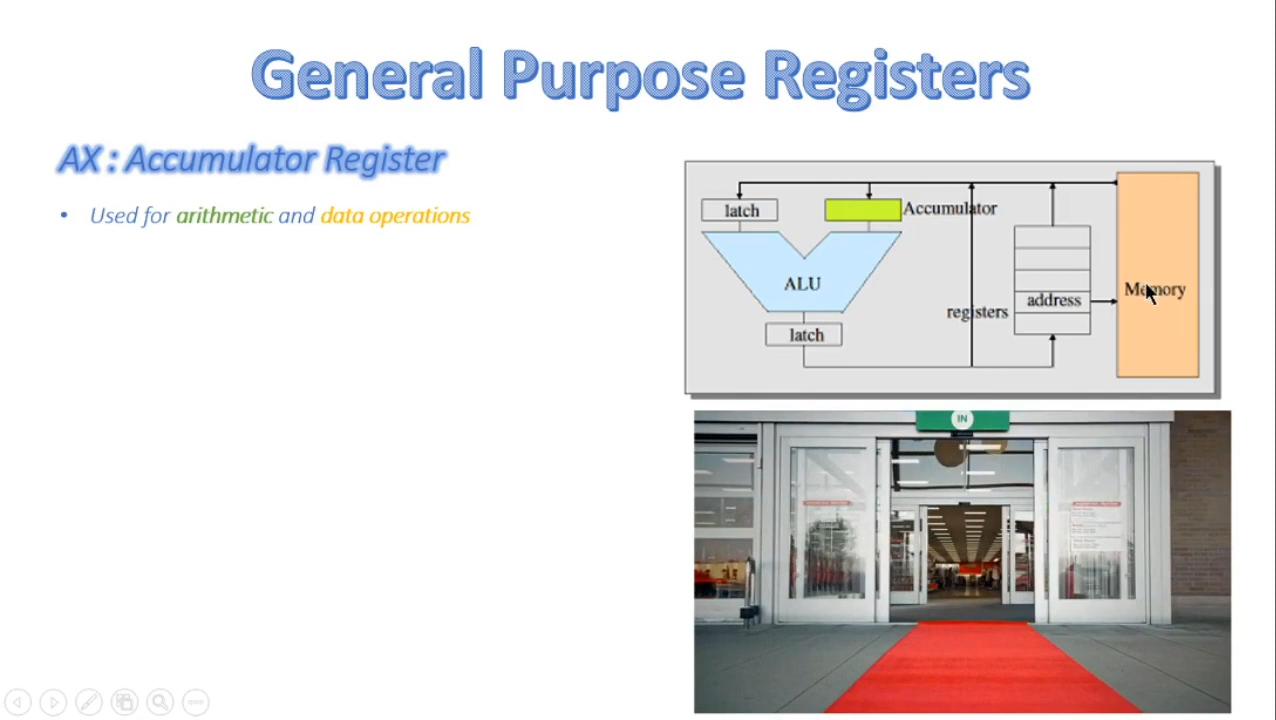 General Purpose Registers
AX : Accumulator Register
• Used for arithmetic and data operations
latch
Accumulator
ALU
Memory
address
registers
latch
IN